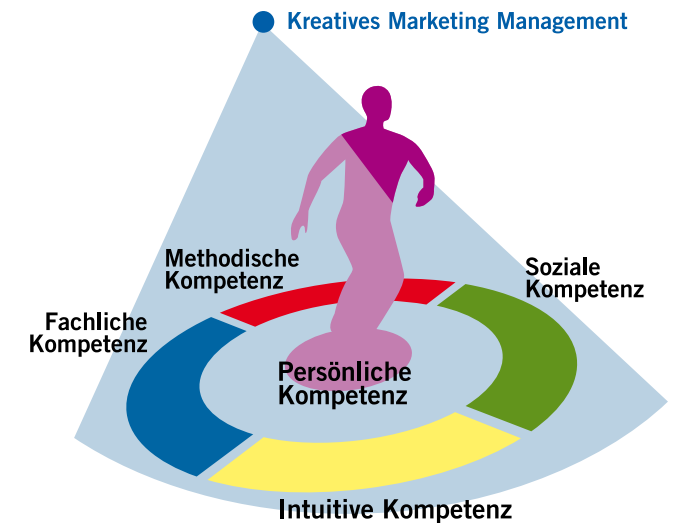 Kreatives Marketing Management
Methodische
Kompetenz
Soziale
Kompetenz
Fachliche
Kompetenz
Persönliche
Kompetenz
Intuitive Kompetenz